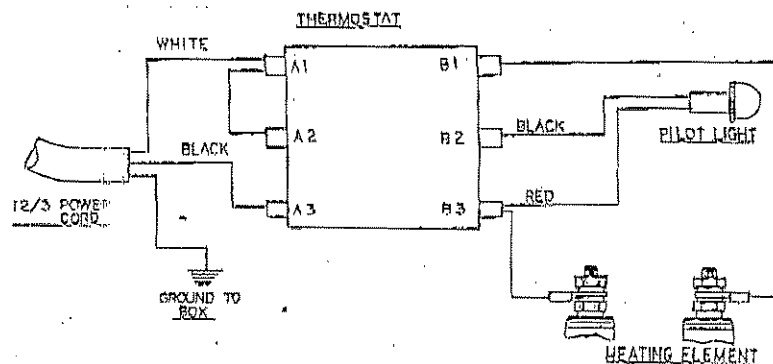 THERMOSTAT
WHITE
A1
B1
BLACK
A2
B2
BLACK
PILOT LIGHT
12/3 POWER
CORD
A3
B3
RED
GROUND TO
BOX
HEATING ELEMENT